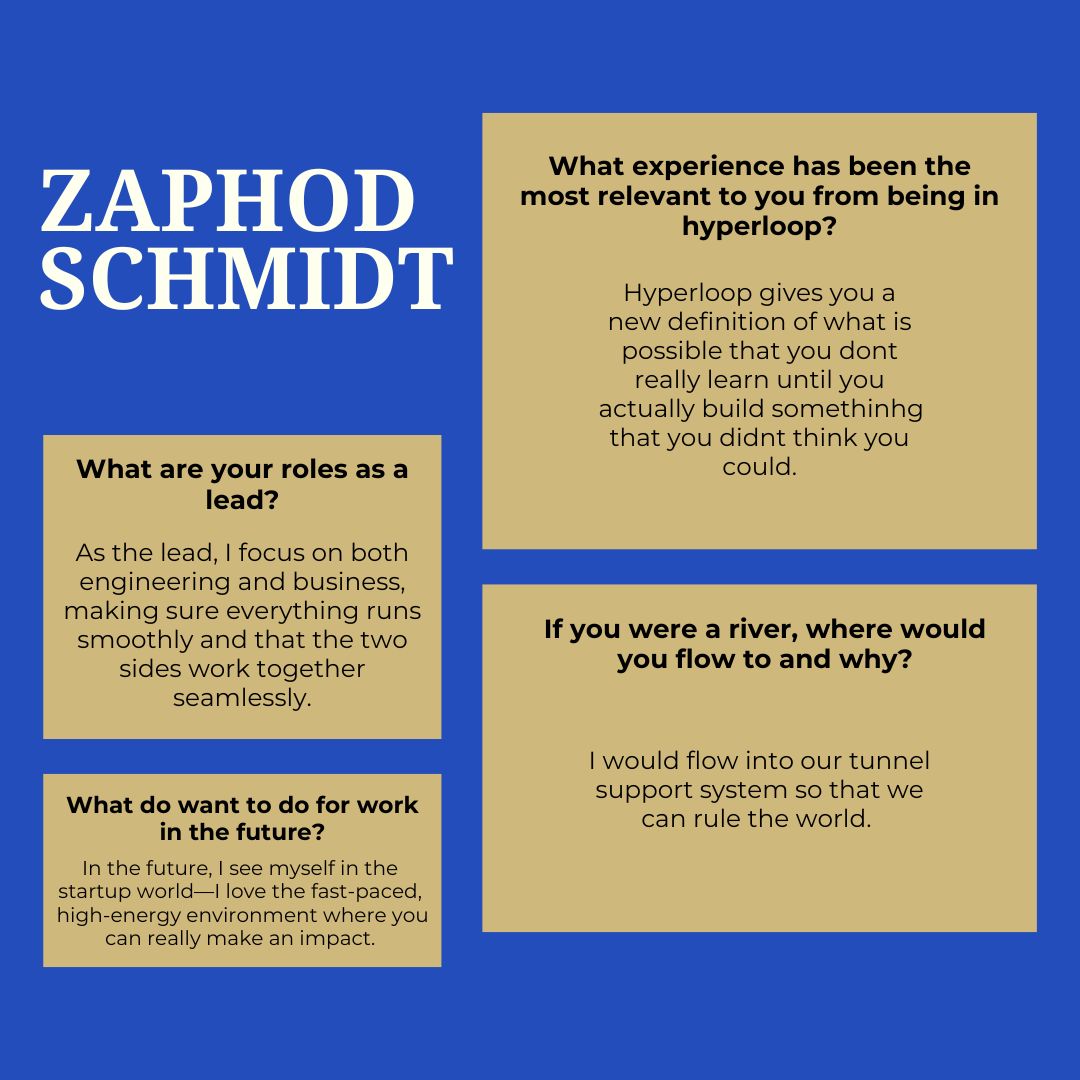 ZAPHOD
SCHMIDT
What are your roles as a
lead?
As the lead, I focus on both
engineering and business,
making sure everything runs
smoothly and that the two
sides work together
seamlessly.
What do want to do for work
in the future?
In the future, I see myself in the
startup world—I love the fast-paced,
high-energy environment where you
can really make an impact.
What experience has been the
most relevant to you from being in
hyperloop?
Hyperloop gives you a
new definition of what is
possible that you dont
really learn until you
actually build somethinhg
that you didnt think you
could.
If you were a river, where would
you flow to and why?
I would flow into our tunnel
support system so that we
can rule the world.